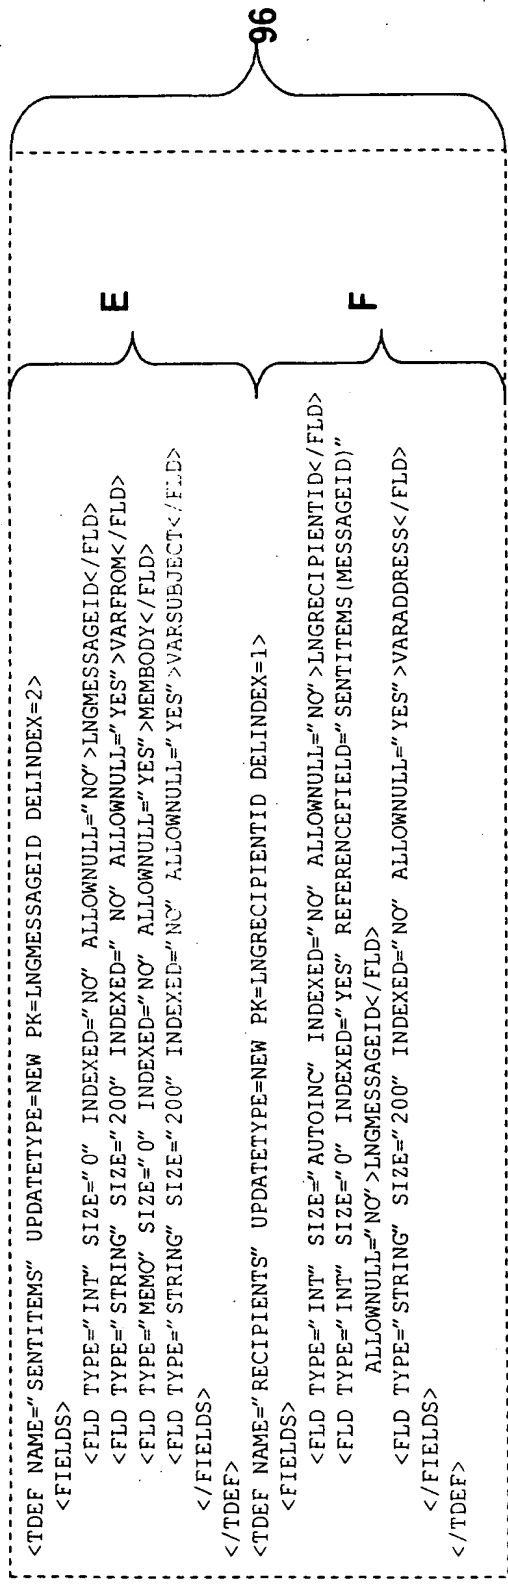 <TDEF NAME="SENTITEMS" UPDATETYPE=NEW PK=LNGMESSAGEID DELINDEX=2>
<FIELDS>
<FLD TYPE="INT" SIZE="0" INDEXED="NO" ALLOWNULL="NO">LNGMESSAGEID</FLD>
<FLD TYPE="STRING" SIZE="200" INDEXED=" NO" ALLOWNULL="YES">VARFROM</FLD>
<FLD TYPE="MEMO" SIZE="0" INDEXED="NO" ALLOWNULL="YES">MEMBODY</FLD>
<FLD TYPE="STRING" SIZE="200" INDEXED="NO" ALLOWNULL="YES">VARSUBJECT</FLD>
</FIELDS>
</TDEF>
E
<TDEF NAME="RECIPIENTS" UPDATETYPE=NEW PK=LNGRECIPIENTID DELINDEX=1>
<FIELDS>
<FLD TYPE="INT" SIZE="AUTOINC" INDEXED="NO" ALLOWNULL="NO">LNGRECIPIENTID</FLD>
<FLD TYPE="INT" SIZE="0" INDEXED="YES" REFERENCEFIELD="SENTITEMS(MESSAGEID)"
ALLOWNULL="NO">LNGMESSAGEID</FLD>
<FLD TYPE="STRING" SIZE="200" INDEXED="NO" ALLOWNULL="YES">VARADDRESS</FLD>
</FIELDS>
</TDEF>
F
96